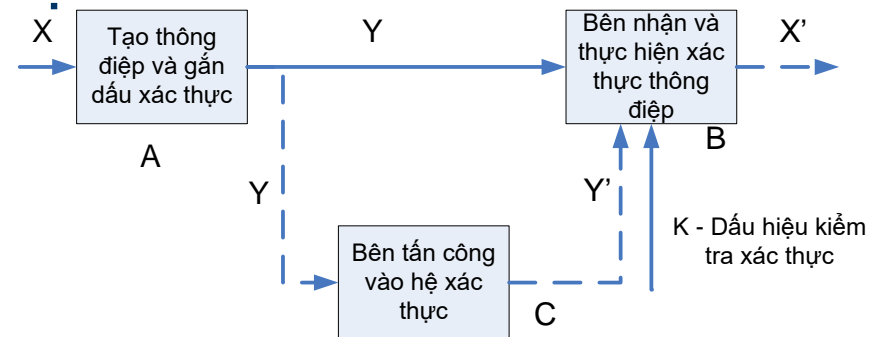 X
Tạo thông
điệp và gắn
dấu xác thực
A
Y
Bên nhận và
thực hiện xác
thực thông
điệp
B
X’
Y
Y’
Bên tấn công
vào hệ xác
thực
C
K - Dấu hiệu kiểm
tra xác thực